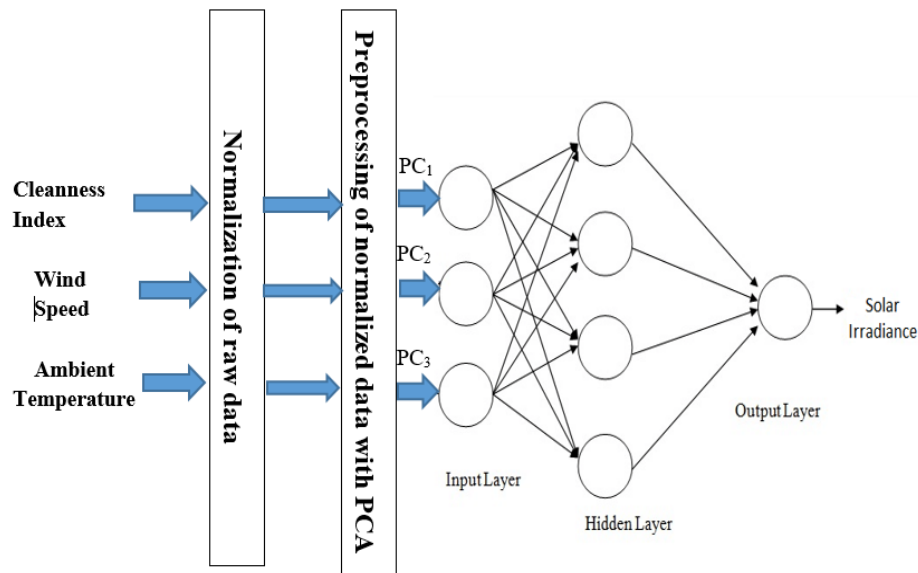 Cleanness
Index
Wind
Speed
Ambient
Temperature
Normalization of raw data
Preprocessing of normalized data with PCA
PC1
PC2
PC3
Input Layer
Hidden Layer
Output Layer
Solar
Irradiance